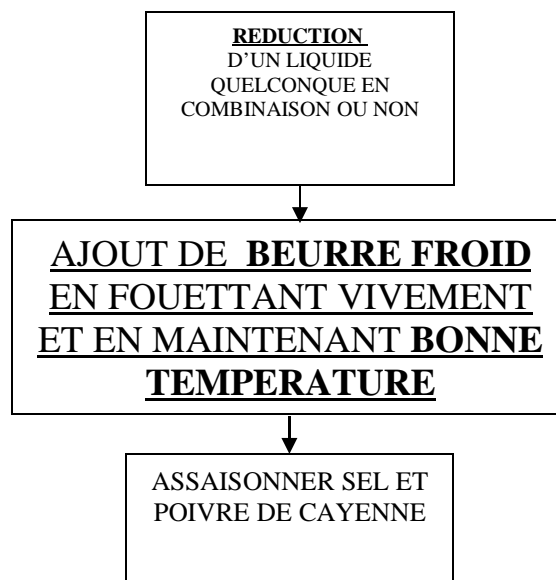 REDUCTION
D'UN LIQUIDE
QUELCONQUE EN
COMBINAISON OU NON
AJOUT DE BEURRE FROID
EN FOUETTANT VIVEMENT
ET EN MAINTENANT BONNE
TEMPERATURE
ASSAISONNER SEL ET
POIVRE DE CAYENNE